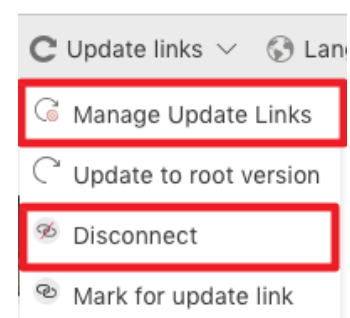 Update links Lan
Manage Update Links
Update to root version
Disconnect
Mark for update link